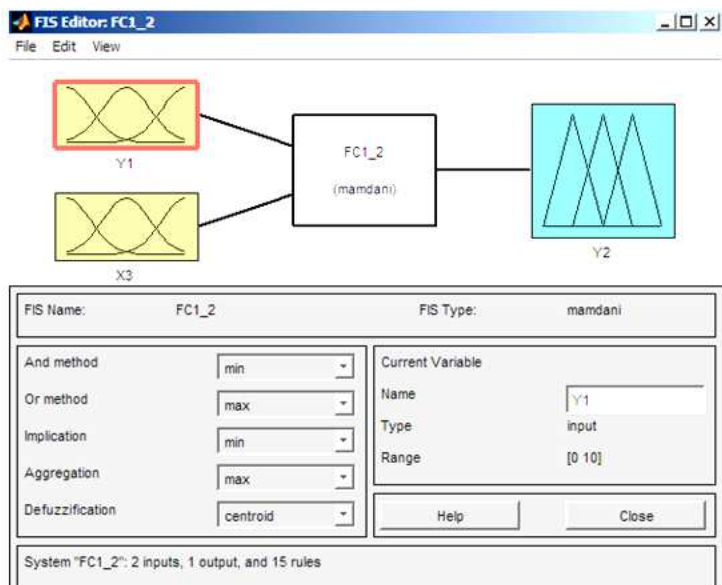 FIS Editor: FC1_2
File Edit View
Y1
FC1_2
(mamdani)
X3
Y2
FIS Name: FC1_2 FIS Type: mamdani
And method min
Or method max
Implication min
Aggregation max
Defuzzification centroid
Current Variable
Name Y1
Type input
Range [0 10]
Help Close
System "FC1_2": 2 inputs, 1 output, and 15 rules